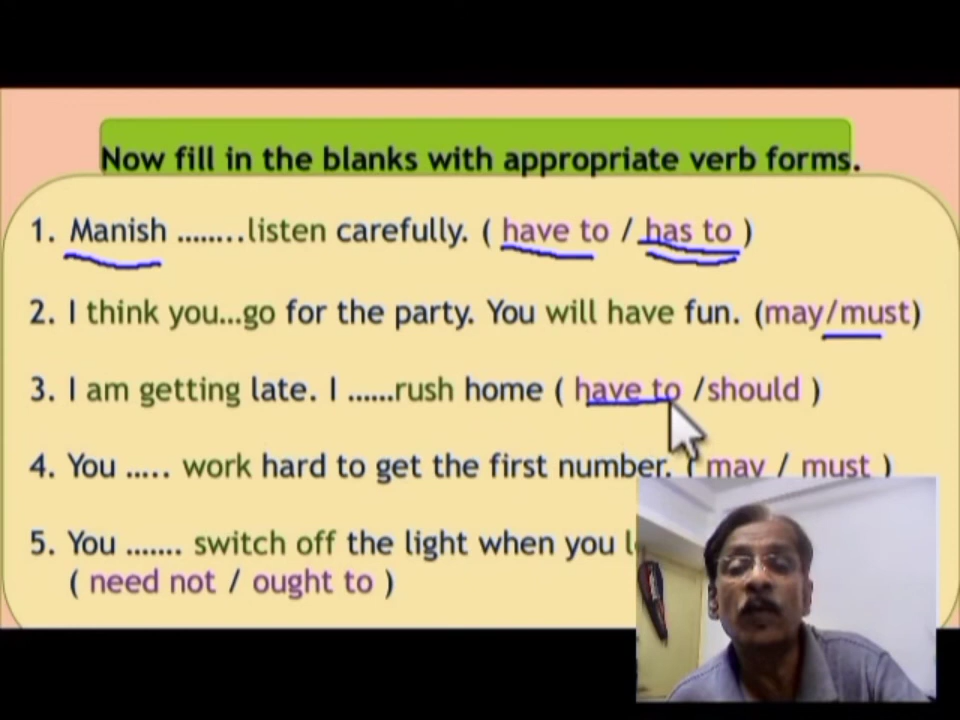 Now fill in the blanks with appropriate verb forms.
1. Manish ........listen carefully. ( have to / has to )
2. I think you...go for the party. You will have fun. (may/must)
3. I am getting late. I ......rush home ( have to /should )
4. You ..... work hard to get the first number. ( may / must )
5. You ....... switch off the light when you
( need not / ought to )